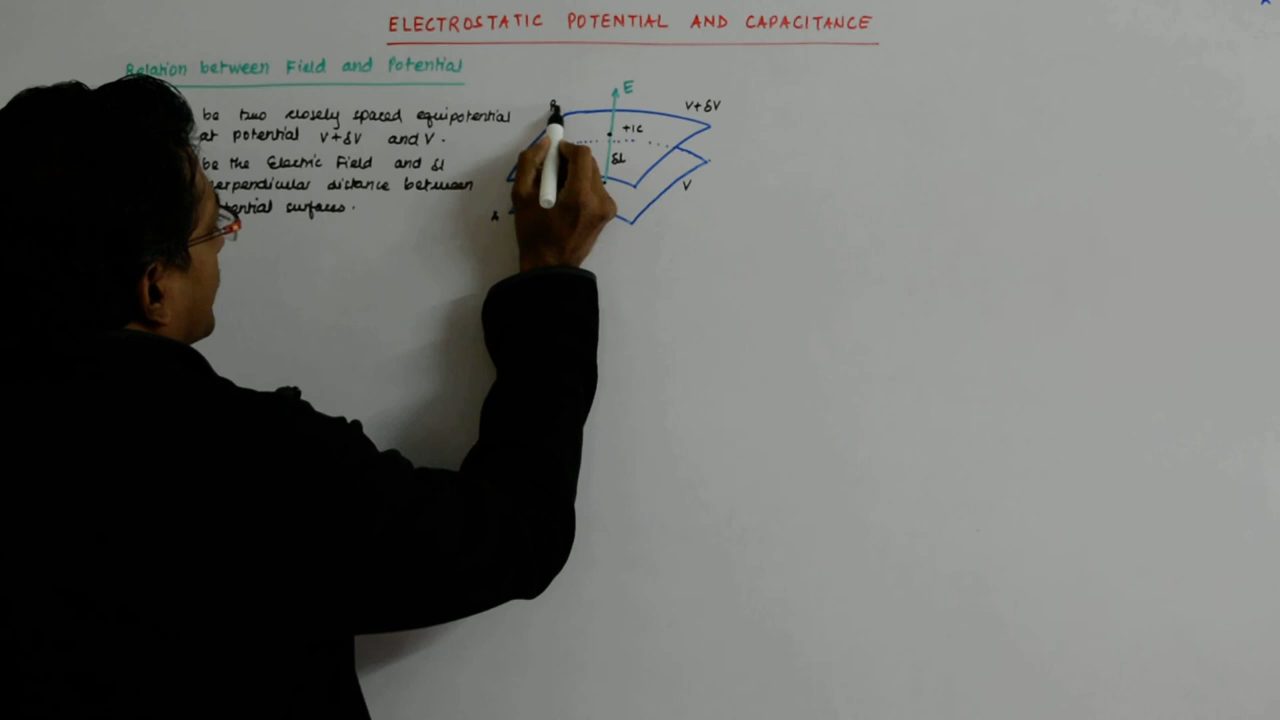 ELECTROSTATIC POTENTIAL AND CAPACITANCE
Relation between Field and Potential
be two closely spaced equipotential
at potential V+δV and V.
be the Electric Field and δl
perpendicular distance between
surfaces.
E
V+δV
+1C
δl
V
A